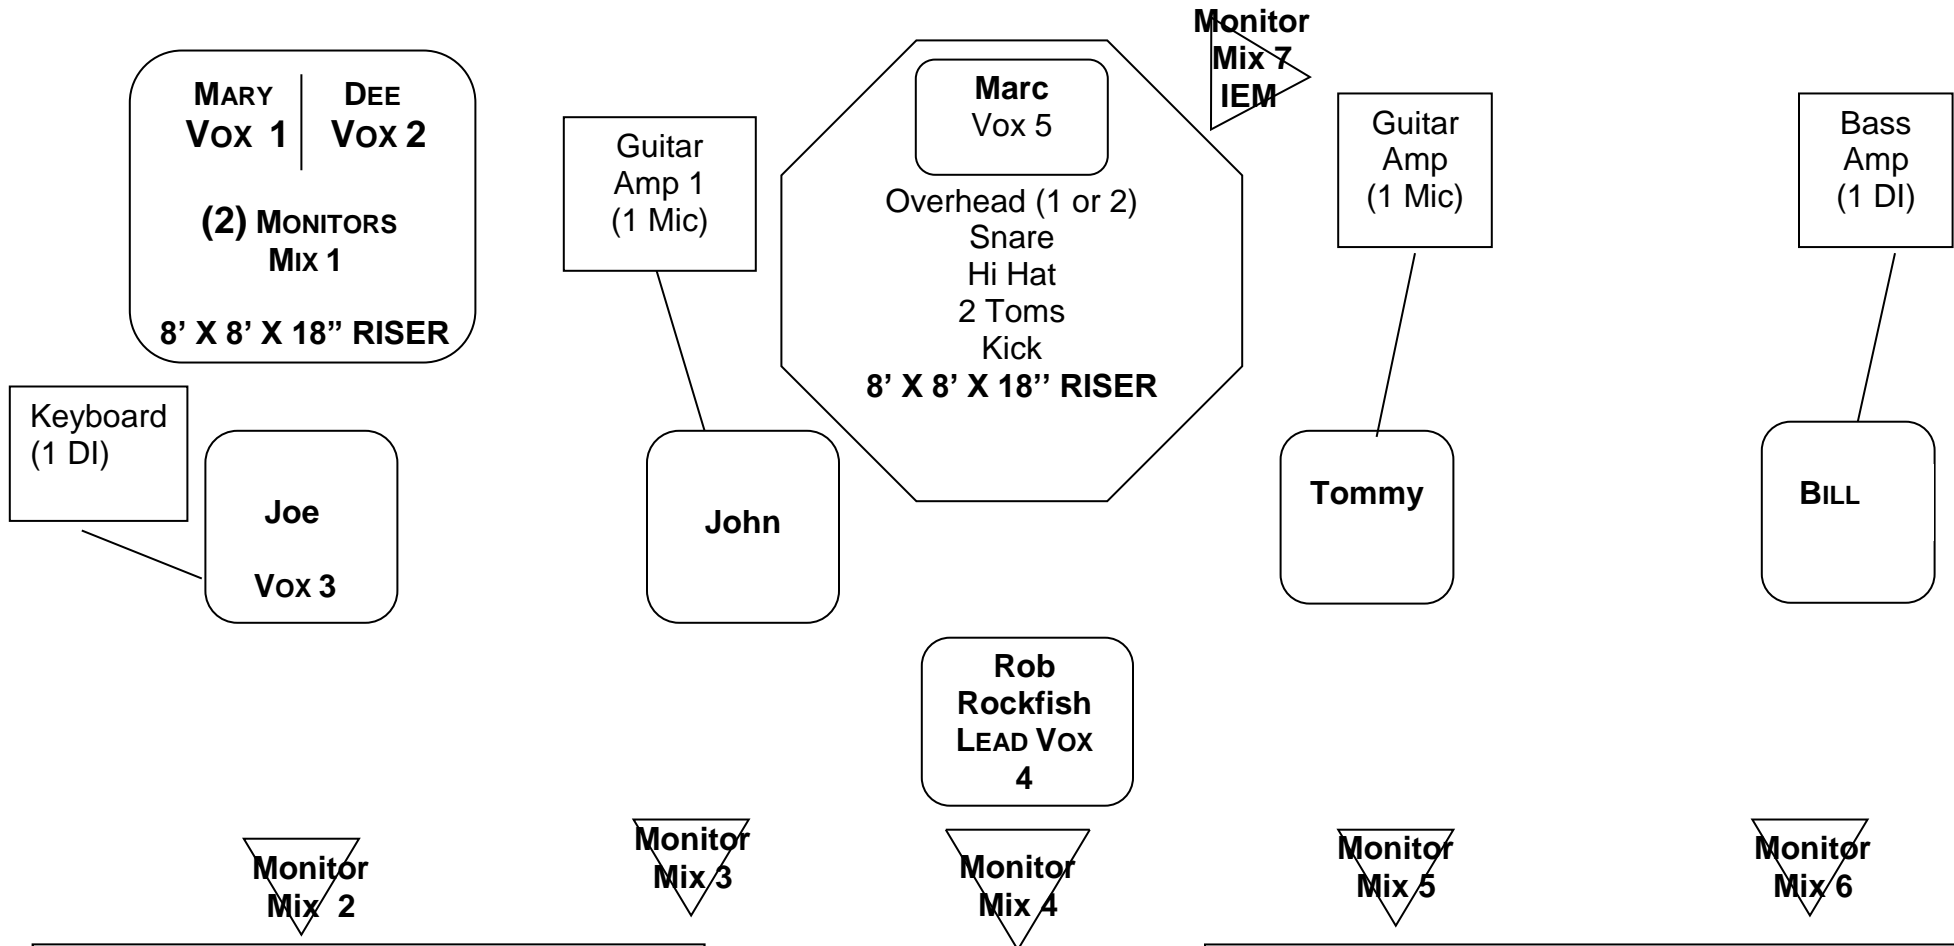 MARY
VOX 1
DEE
VOX 2
(2) MONITORS
MIX 1
8’ X 8’ X 18” RISER
Guitar
Amp 1
(1 Mic)
Marc
Vox 5
Overhead (1 or 2)
Snare
Hi Hat
2 Toms
Kick
8’ X 8’ X 18’’ RISER
Monitor
Mix 7
IEM
Guitar
Amp
(1 Mic)
Bass
Amp
(1 DI)
Keyboard
(1 DI)
Joe
VOX 3
John
Tommy
BILL
Rob
Rockfish
LEAD VOX
4
Monitor
Mix 2
Monitor
Mix 3
Monitor
Mix 4
Monitor
Mix 5
Monitor
Mix 6